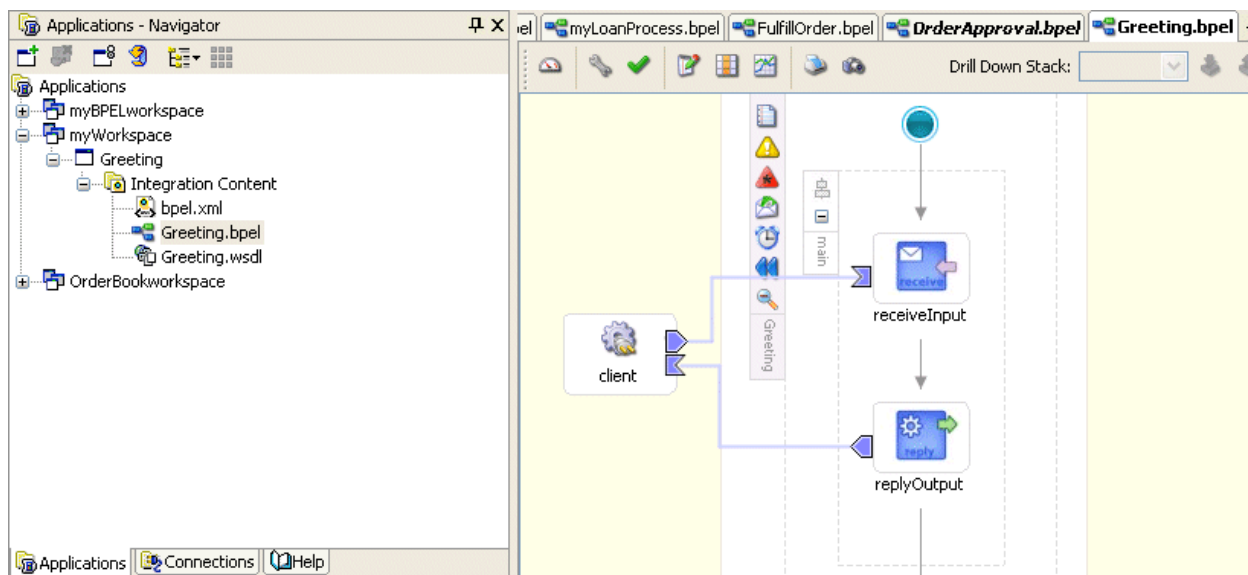 Applications - Navigator
Applications
myBPELworkspace
myWorkspace
Greeting
Integration Content
bpel.xml
Greeting.bpel
Greeting.wsdl
OrderBookworkspace
Applications Connections Help
el myLoanProcess.bpel FulfillOrder.bpel OrderApproval.bpel Greeting.bpel
Drill Down Stack:
main
Greeting
receive
receiveInput
client
reply
replyOutput